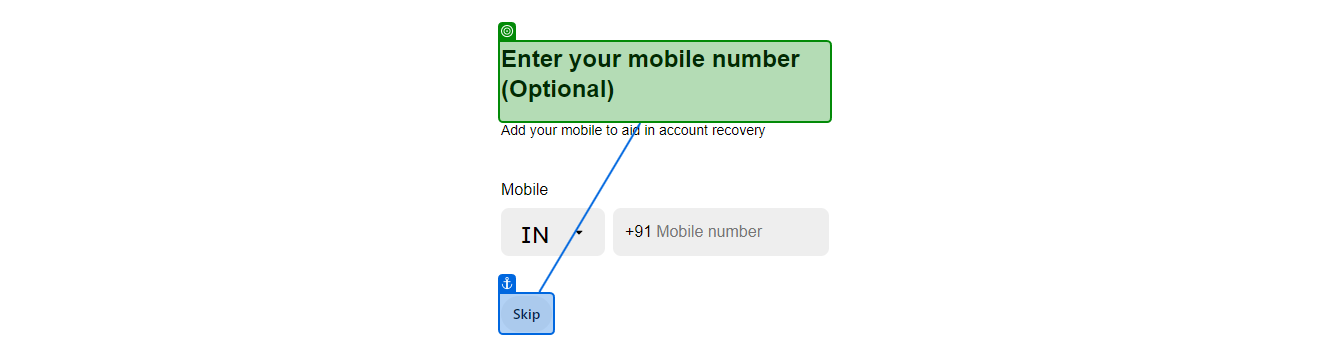 Enter your mobile number
(Optional)
Add your mobile to aid in account recovery
Mobile
IN
+91 Mobile number
Skip